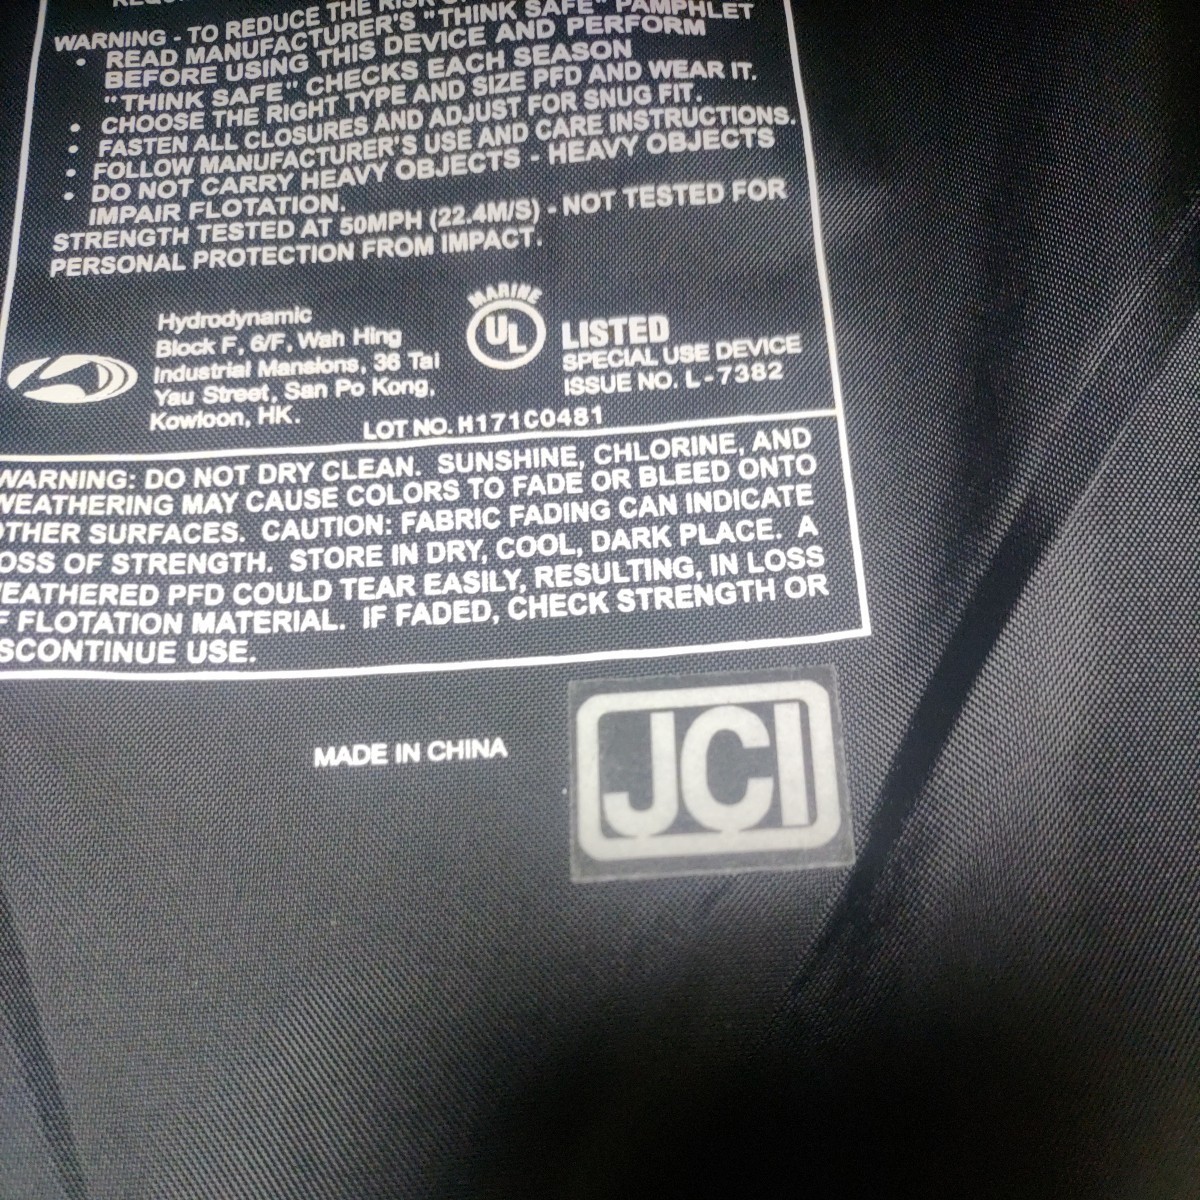 WARNING - TO REDUCE THE RISK
• READ MANUFACTURER'S "THINK SAFE" PAMPHLET
BEFORE USING THIS DEVICE AND PERFORM
"THINK SAFE" CHECKS EACH SEASON
• CHOOSE THE RIGHT TYPE AND SIZE PFD AND WEAR IT.
• FASTEN ALL CLOSURES AND ADJUST FOR SNUG FIT.
• FOLLOW MANUFACTURER'S USE AND CARE INSTRUCTIONS.
• DO NOT CARRY HEAVY OBJECTS - HEAVY OBJECTS
IMPAIR FLOTATION.
STRENGTH TESTED AT 50MPH (22.4M/S) - NOT TESTED FOR
PERSONAL PROTECTION FROM IMPACT.
Hydrodynamic
Block F, 6/F, Wah Hing
Industrial Mansions, 36 Tai
Yau Street, San Po Kong,
Kowloon, HK.
MARINE
UL
LISTED
SPECIAL USE DEVICE
ISSUE NO. L-7382
LOT NO. H171C0481
WARNING: DO NOT DRY CLEAN. SUNSHINE, CHLORINE, AND
WEATHERING MAY CAUSE COLORS TO FADE OR BLEED ONTO
OTHER SURFACES. CAUTION: FABRIC FADING CAN INDICATE
OSS OF STRENGTH. STORE IN DRY, COOL, DARK PLACE. A
EATHERED PFD COULD TEAR EASILY, RESULTING, IN LOSS
F FLOTATION MATERIAL. IF FADED, CHECK STRENGTH OR
SCONTINUE USE.
MADE IN CHINA
JCI